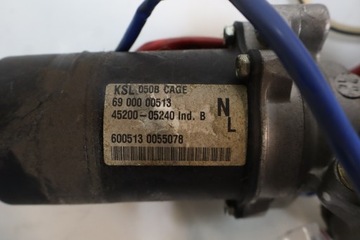 KSL 050B CAGE
69 000 00513
45200-05240 Ind. B
NL
600513 0055078